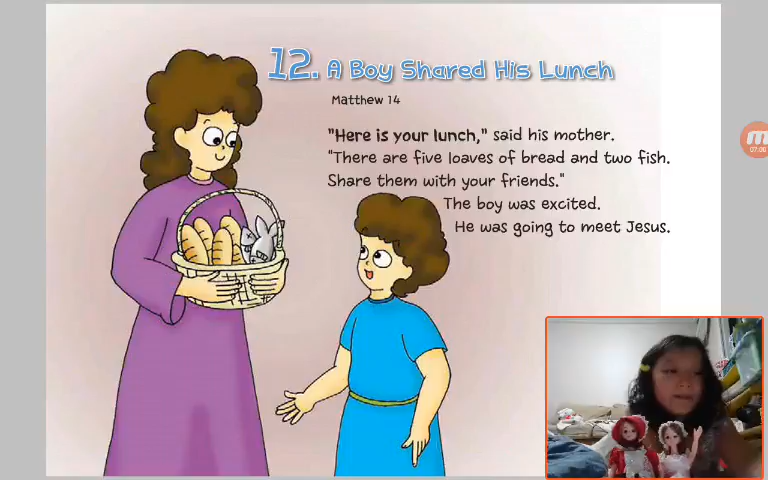 12. A Boy Shared His Lunch
Matthew 14
"Here is your lunch," said his mother.
"There are five loaves of bread and two fish.
Share them with your friends."
The boy was excited.
He was going to meet Jesus.